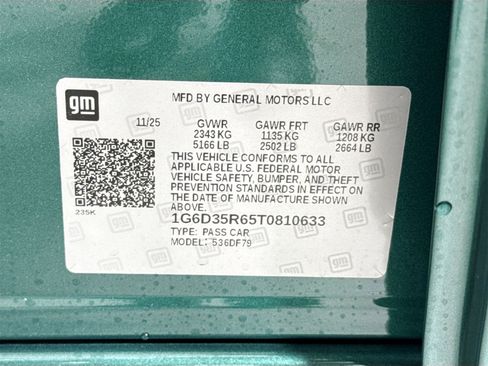 gm
MFD BY GENERAL MOTORS LLC
11/25 GVWR GAWR FRT GAWR RR
2343 KG 1135 KG 1208 KG
5166 LB 2502 LB 2664 LB
THIS VEHICLE CONFORMS TO ALL
APPLICABLE U.S. FEDERAL MOTOR
VEHICLE SAFETY, BUMPER, AND THEFT
PREVENTION STANDARDS IN EFFECT ON
THE DATE OF MANUFACTURE SHOWN
ABOVE.
235K
1G6D35R65T0810633
TYPE: PASS CAR
MODEL: 536DF79